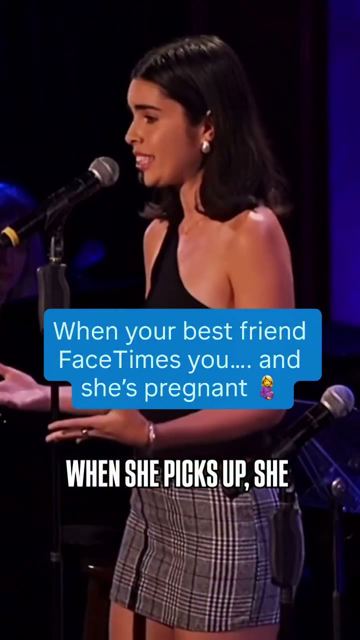 When your best friend
FaceTimes you.... and
she's pregnant 🤰
WHEN SHE PICKS UP, SHE